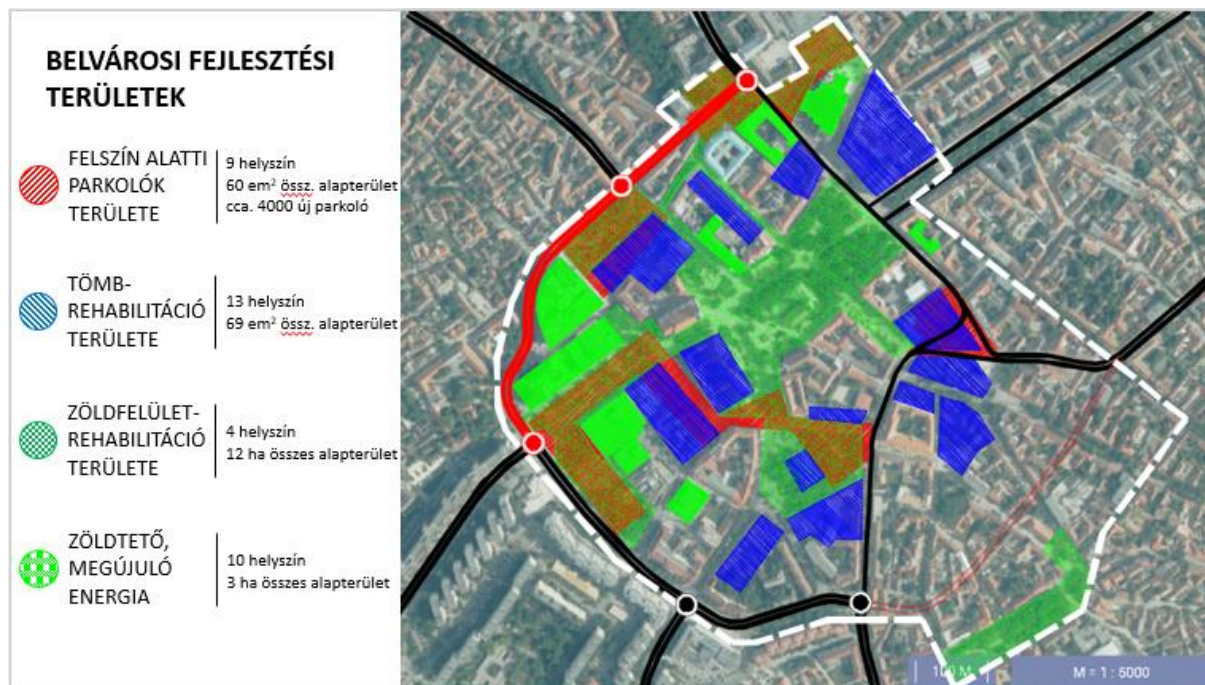 BELVÁROSI FEJLESZTÉSI
TERÜLETEK
FELSZÍN ALATTI
PARKOLÓK
TERÜLETE
9 helyszín
60 em² össz. alapterület
cca. 4000 új parkoló
TÖMB-
REHABILITÁCIÓ
TERÜLETE
13 helyszín
69 em² össz. alapterület
ZÖLDFELÜLET-
REHABILITÁCIÓ
TERÜLETE
4 helyszín
12 ha összes alapterület
ZÖLDTETŐ,
MEGÚJULÓ
ENERGIA
10 helyszín
3 ha összes alapterület
100 M
M = 1 : 5000